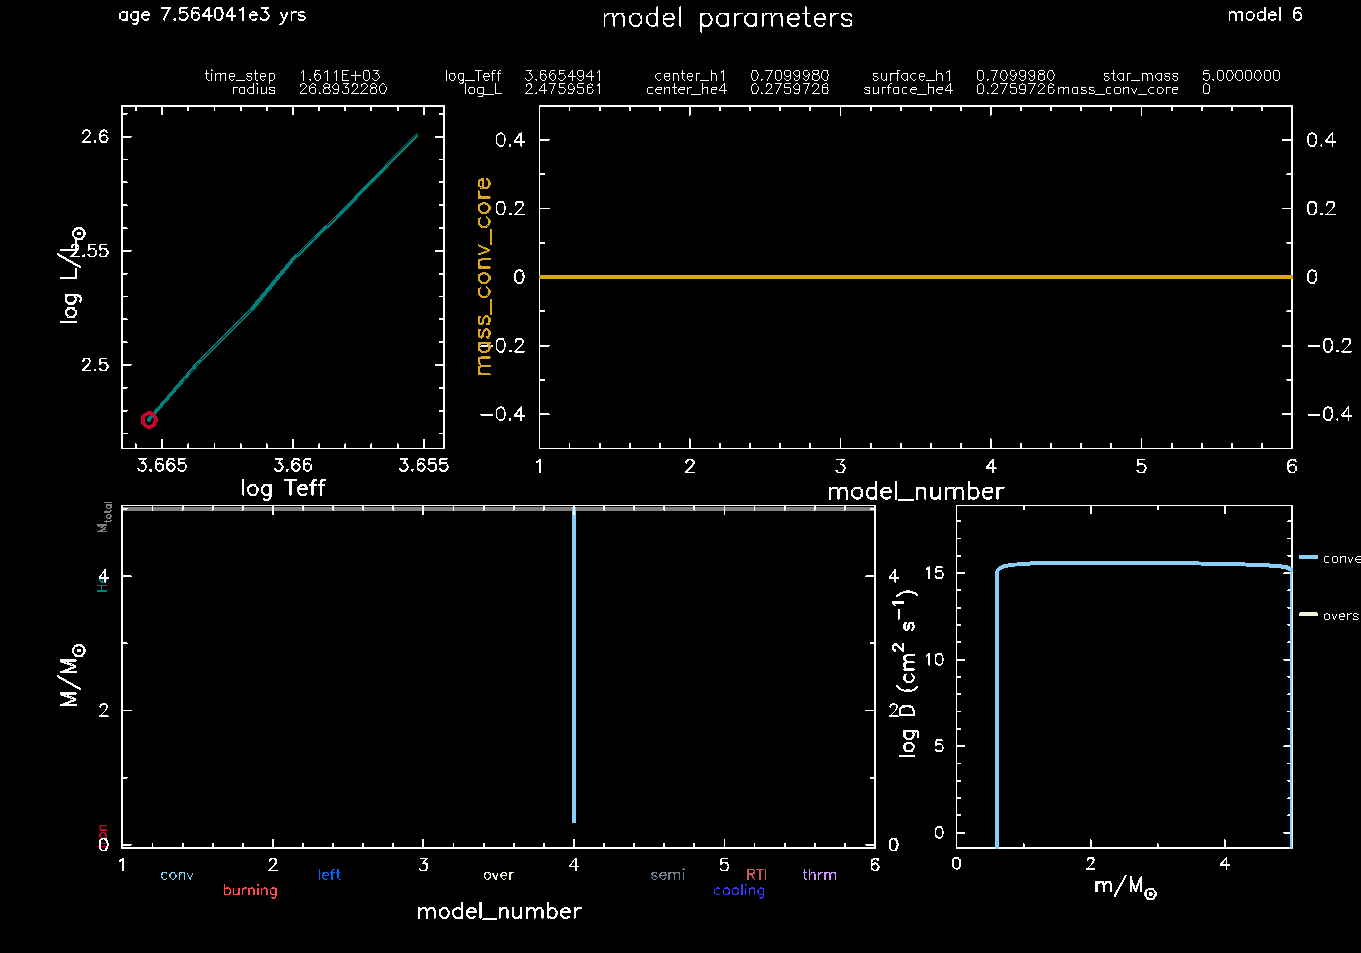 age 7.564041e3 yrs
model parameters
model 6
time_step 1.611E+03 log_Teff 3.6654941 center_h1 0.7099980 surface_h1 0.7099980 star_mass 5.0000000
radius 26.8932280 log_L 2.4759561 center_he4 0.2759726 surface_he4 0.2759726 mass_conv_core 0
log L/L⊙
2.6
2.55
2.5
3.665 3.66 3.655
log Teff
mass_conv_core
0.4 0.4
0.2 0.2
0 0
−0.2 −0.2
−0.4 −0.4
1 2 3 4 5 6
model_number
Mtotal
He
M/M⊙
4 4
2 2
0 0
1 2 3 4 5 6
conv left over semi RTI thrm
burning cooling
model_number
log D (cm² s⁻¹)
15
10
5
0
0 2 4
m/M⊙
conve
overs